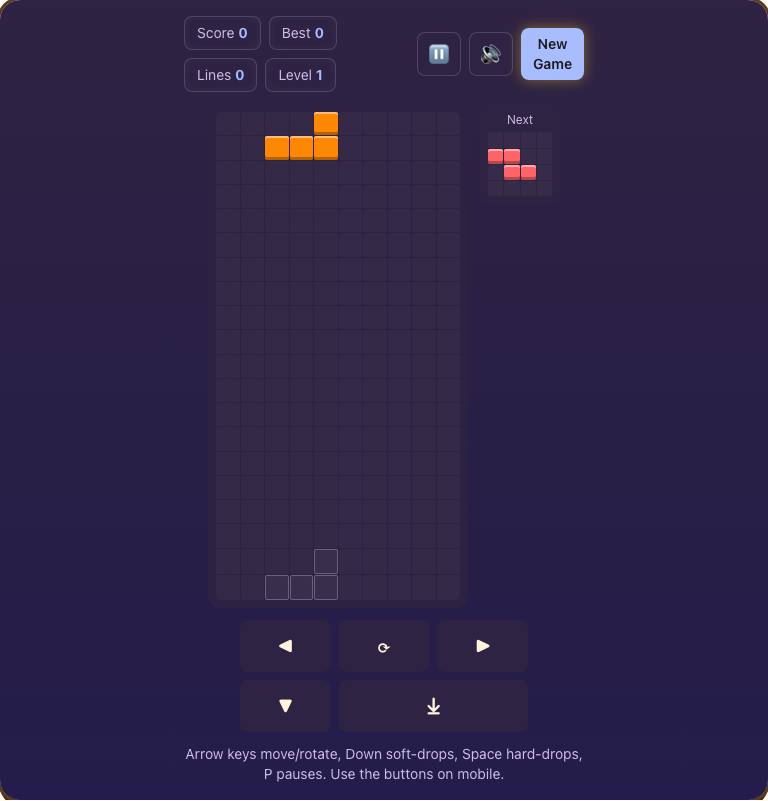 Score 0
Best 0
Lines 0
Level 1
New
Game
Next
Arrow keys move/rotate, Down soft-drops, Space hard-drops,
P pauses. Use the buttons on mobile.